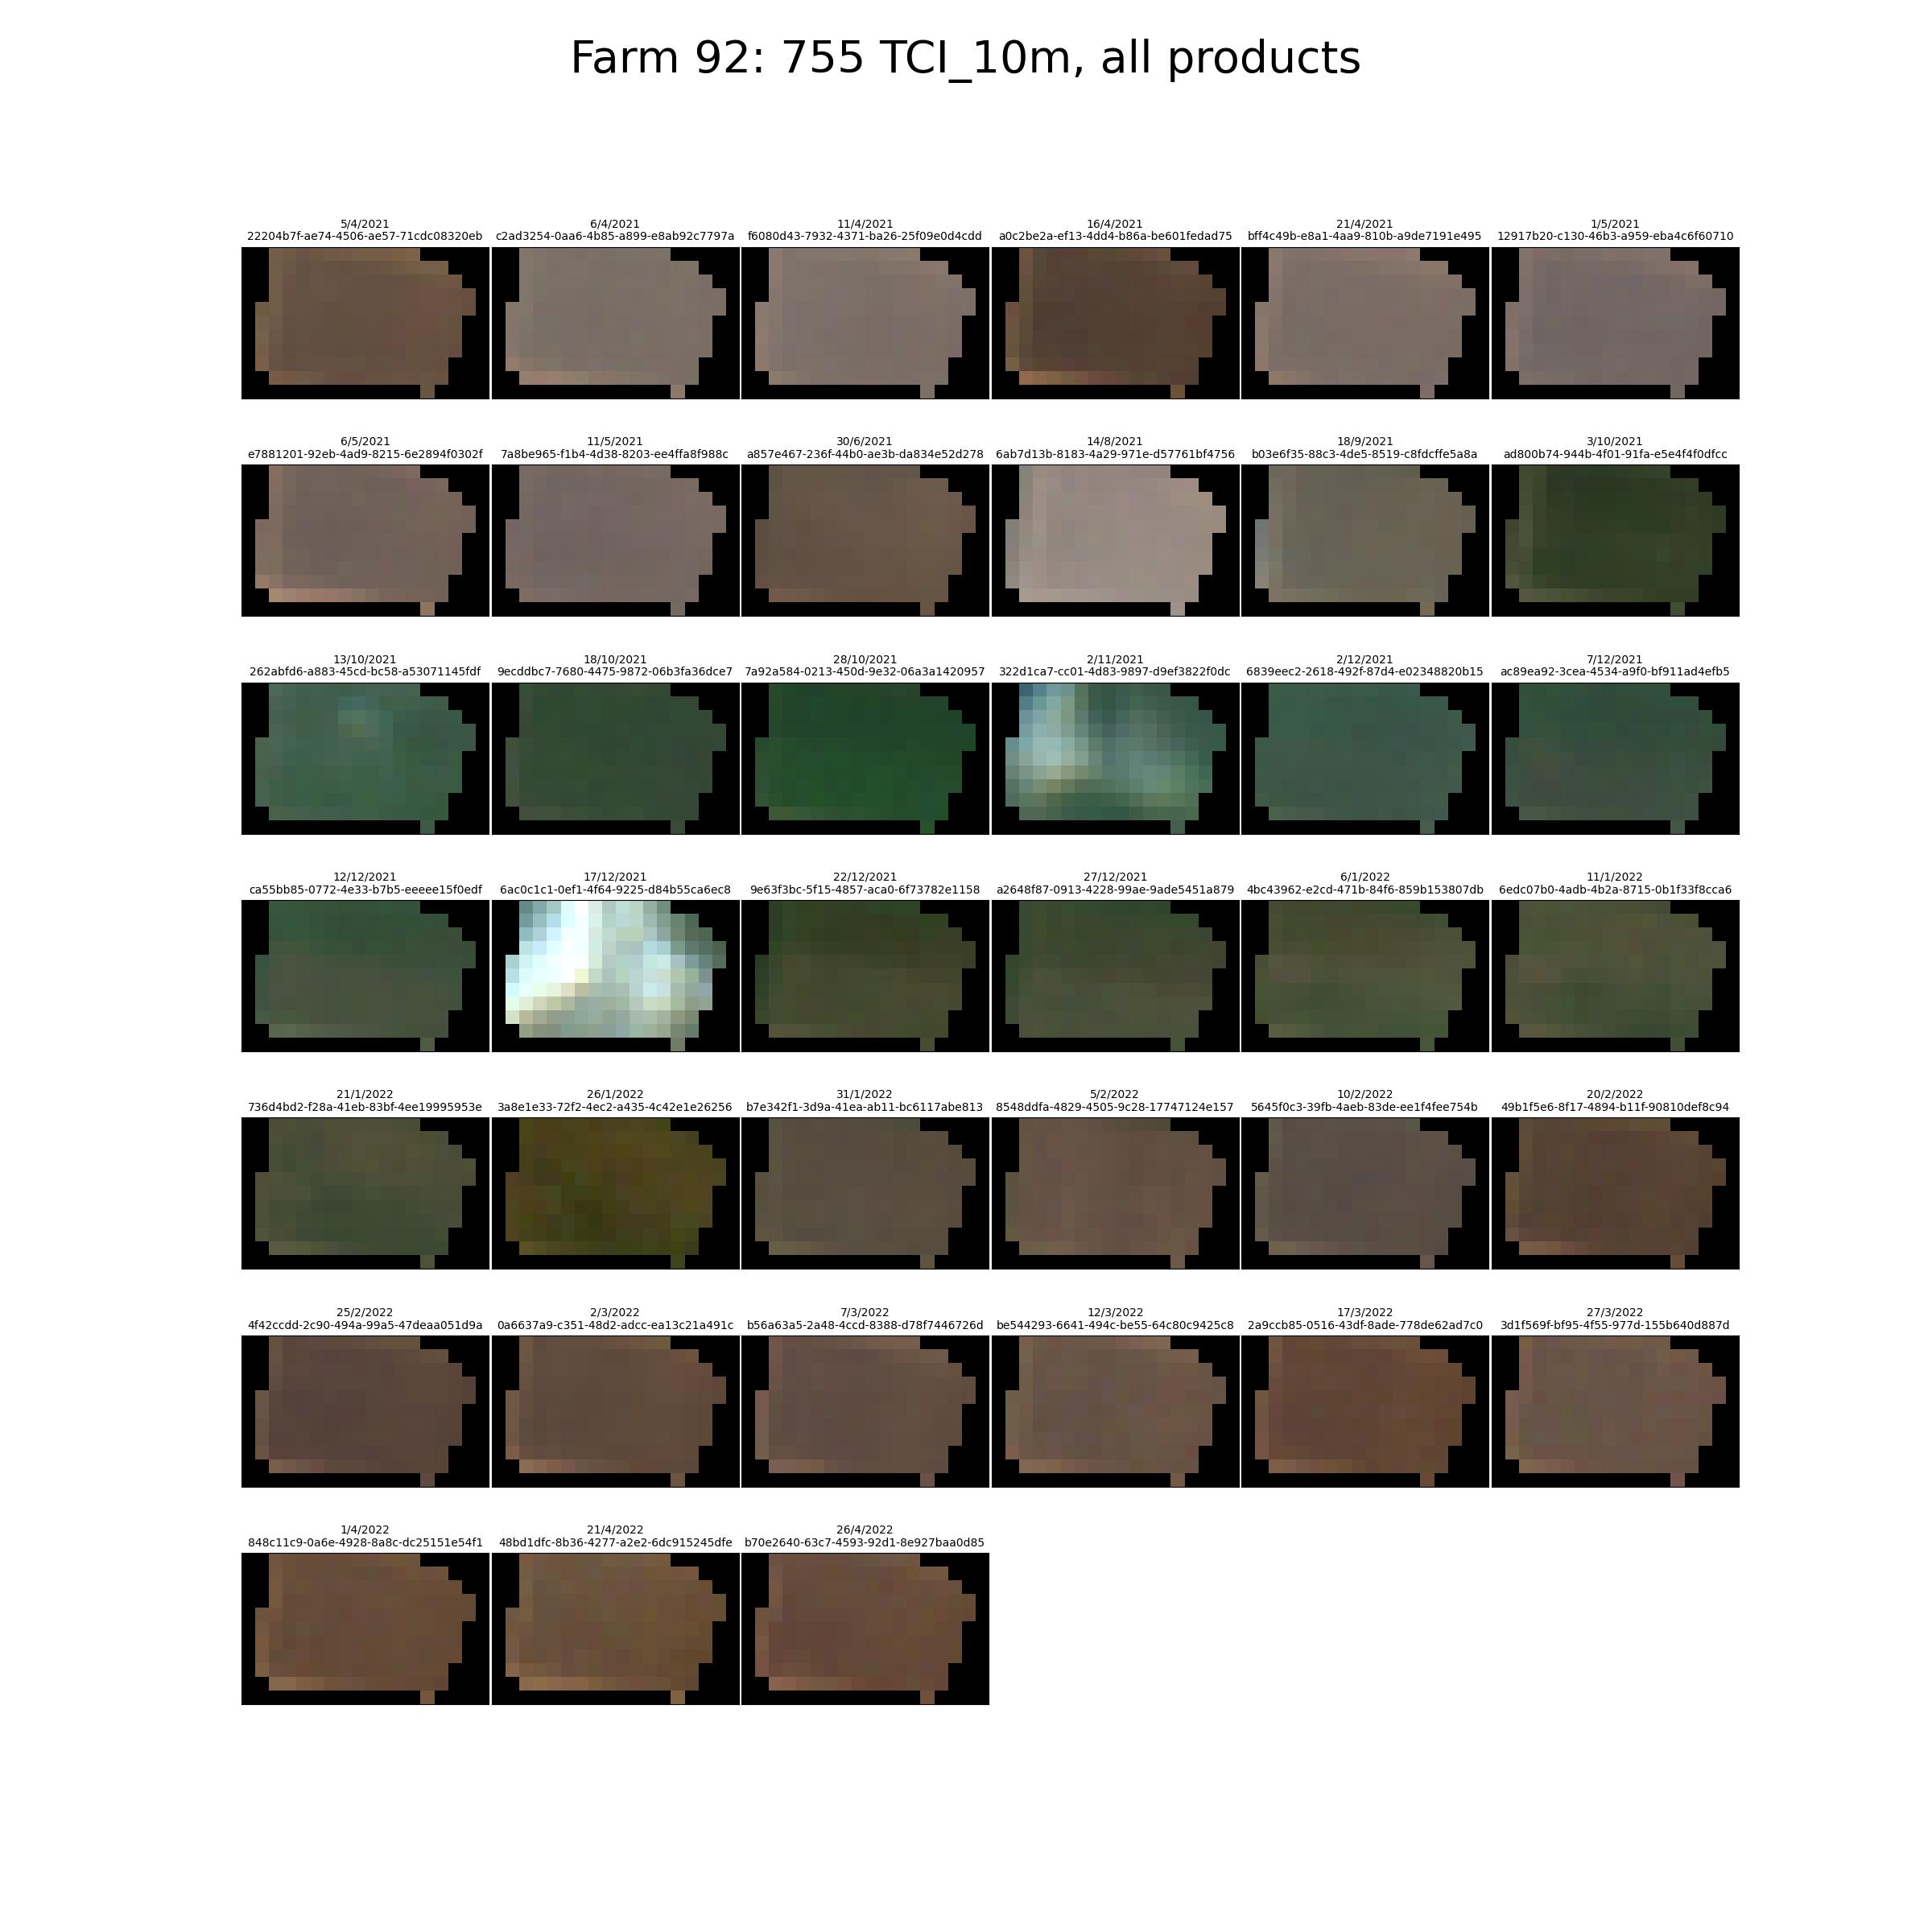 Farm 92: 755 TCI_10m, all products
5/4/2021
22204b7f-ae74-4506-ae57-71cdc08320eb
6/4/2021
c2ad3254-0aa6-4b85-a899-e8ab92c7797a
11/4/2021
f6080d43-7932-4371-ba26-25f09e0d4cdd
16/4/2021
a0c2be2a-ef13-4dd4-b86a-be601fedad75
21/4/2021
bff4c49b-e8a1-4aa9-810b-a9de7191e495
1/5/2021
12917b20-c130-46b3-a959-eba4c6f60710
6/5/2021
e7881201-92eb-4ad9-8215-6e2894f0302f
11/5/2021
7a8be965-f1b4-4d38-8203-ee4ffa8f988c
30/6/2021
a857e467-236f-44b0-ae3b-da834e52d278
14/8/2021
6ab7d13b-8183-4a29-971e-d57761bf4756
18/9/2021
b03e6f35-88c3-4de5-8519-c8fdcffe5a8a
3/10/2021
ad800b74-944b-4f01-91fa-e5e4f4f0dfcc
13/10/2021
262abfd6-a883-45cd-bc58-a53071145fdf
18/10/2021
9ecddbc7-7680-4475-9872-06b3fa36dce7
28/10/2021
7a92a584-0213-450d-9e32-06a3a1420957
2/11/2021
322d1ca7-cc01-4d83-9897-d9ef3822f0dc
2/12/2021
6839eec2-2618-492f-87d4-e02348820b15
7/12/2021
ac89ea92-3cea-4534-a9f0-bf911ad4efb5
12/12/2021
ca55bb85-0772-4e33-b7b5-eeeee15f0edf
17/12/2021
6ac0c1c1-0ef1-4f64-9225-d84b55ca6ec8
22/12/2021
9e63f3bc-5f15-4857-aca0-6f73782e1158
27/12/2021
a2648f87-0913-4228-99ae-9ade5451a879
6/1/2022
4bc43962-e2cd-471b-84f6-859b153807db
11/1/2022
6edc07b0-4adb-4b2a-8715-0b1f33f8cca6
21/1/2022
736d4bd2-f28a-41eb-83bf-4ee19995953e
26/1/2022
3a8e1e33-72f2-4ec2-a435-4c42e1e26256
31/1/2022
b7e342f1-3d9a-41ea-ab11-bc6117abe813
5/2/2022
8548ddfa-4829-4505-9c28-17747124e157
10/2/2022
5645f0c3-39fb-4aeb-83de-ee1f4fee754b
20/2/2022
49b1f5e6-8f17-4894-b11f-90810def8c94
25/2/2022
4f42ccdd-2c90-494a-99a5-47deaa051d9a
2/3/2022
0a6637a9-c351-48d2-adcc-ea13c21a491c
7/3/2022
b56a63a5-2a48-4ccd-8388-d78f7446726d
12/3/2022
be544293-6641-494c-be55-64c80c9425c8
17/3/2022
2a9ccb85-0516-43df-8ade-778de62ad7c0
27/3/2022
3d1f569f-bf95-4f55-977d-155b640d887d
1/4/2022
848c11c9-0a6e-4928-8a8c-dc25151e54f1
21/4/2022
48bd1dfc-8b36-4277-a2e2-6dc915245dfe
26/4/2022
b70e2640-63c7-4593-92d1-8e927baa0d85